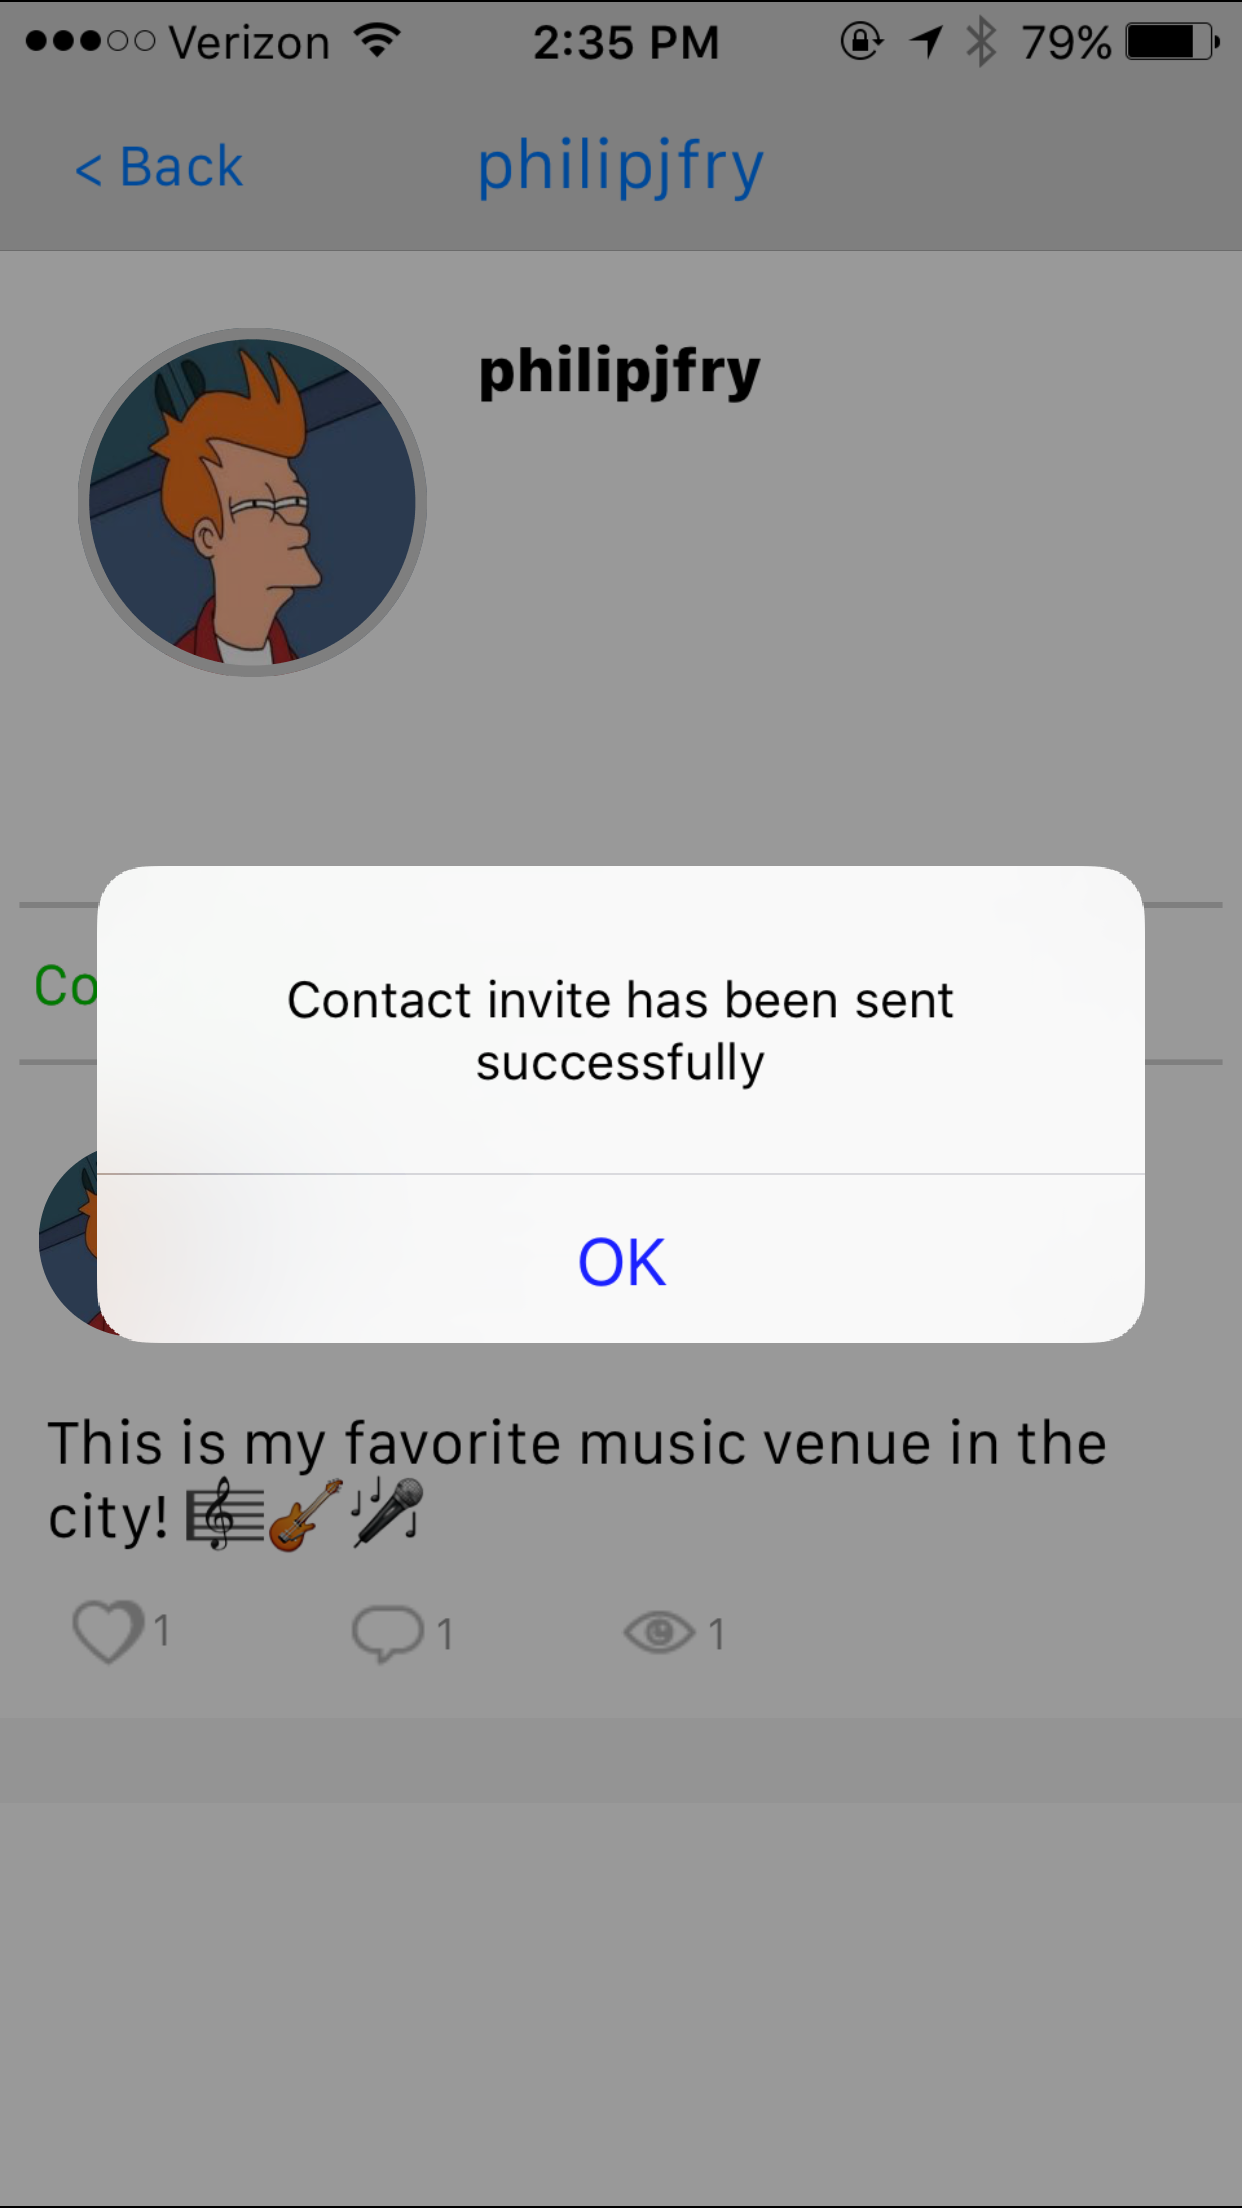 Verizon 2:35 PM 79%
< Back philipjfry
philipjfry
Co
Contact invite has been sent
successfully
OK
This is my favorite music venue in the
city! 🎼🎸🎤
1 1 1